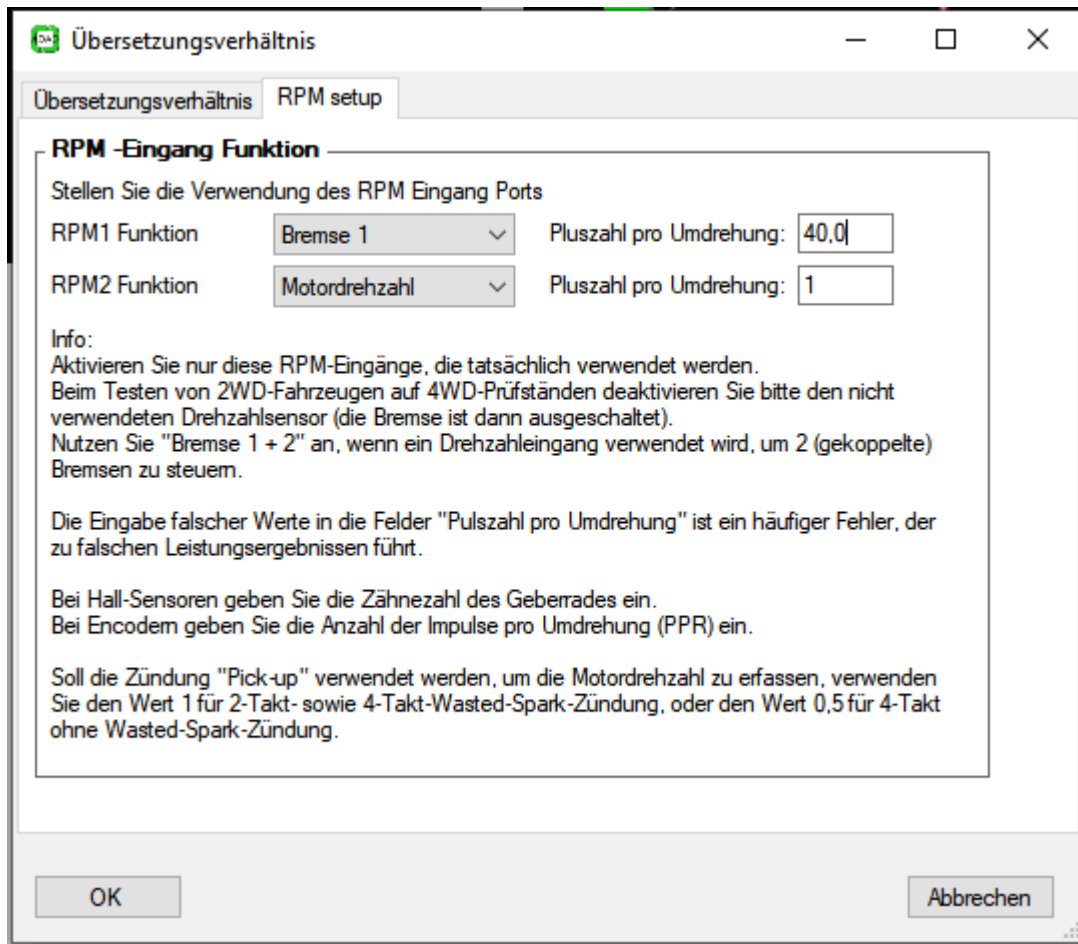 Übersetzungsverhältnis
Übersetzungsverhältnis RPM setup
RPM -Eingang Funktion
Stellen Sie die Verwendung des RPM Eingang Ports
RPM1 Funktion Bremse 1 Pluszahl pro Umdrehung: 40,0
RPM2 Funktion Motordrehzahl Pluszahl pro Umdrehung: 1
Info:
Aktivieren Sie nur diese RPM-Eingänge, die tatsächlich verwendet werden.
Beim Testen von 2WD-Fahrzeugen auf 4WD-Prüfständen deaktivieren Sie bitte den nicht
verwendeten Drehzahlsensor (die Bremse ist dann ausgeschaltet).
Nutzen Sie "Bremse 1 + 2" an, wenn ein Drehzahleingang verwendet wird, um 2 (gekoppelte)
Bremsen zu steuern.
Die Eingabe falscher Werte in die Felder "Pulszahl pro Umdrehung" ist ein häufiger Fehler, der
zu falschen Leistungsergebnissen führt.
Bei Hall-Sensoren geben Sie die Zähnezahl des Geberrades ein.
Bei Encodern geben Sie die Anzahl der Impulse pro Umdrehung (PPR) ein.
Soll die Zündung "Pick-up" verwendet werden, um die Motordrehzahl zu erfassen, verwenden
Sie den Wert 1 für 2-Takt- sowie 4-Takt-Wasted-Spark-Zündung, oder den Wert 0,5 für 4-Takt
ohne Wasted-Spark-Zündung.
OK Abbrechen